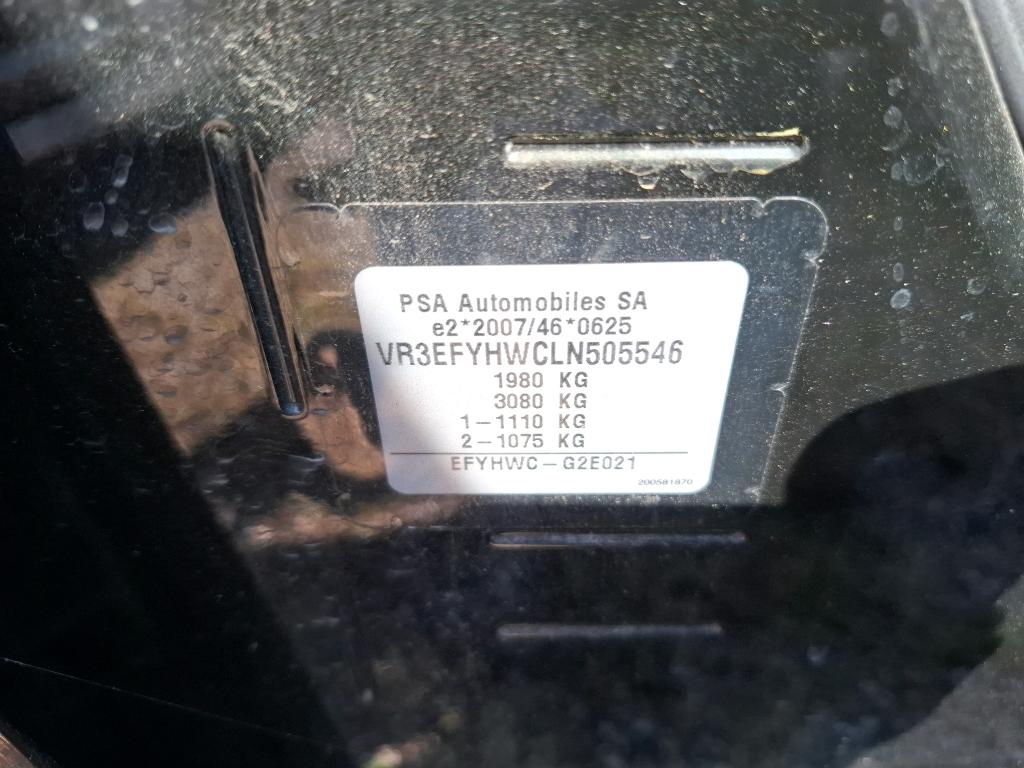 PSA Automobiles SA
e2*2007/46*0625
VR3EFYHWCLN505546
1980 KG
3080 KG
1-1110 KG
2-1075 KG
EFYHWC-G2E021
200581870